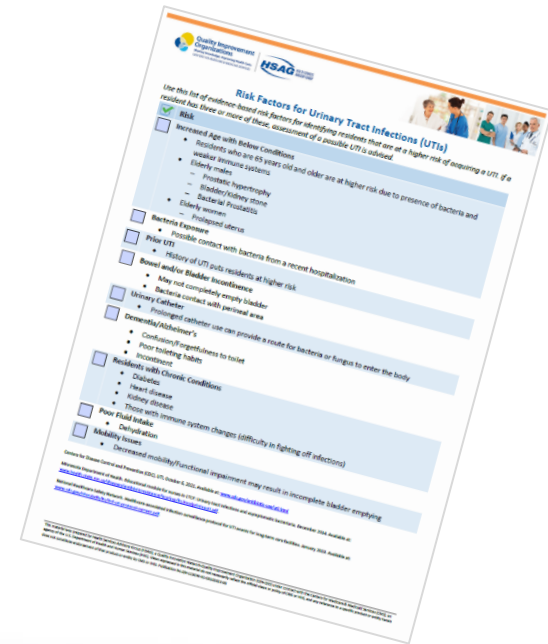 Quality Improvement
Organizations
HSAG
Risk Factors for Urinary Tract Infections (UTIs)
Use this list of evidence-based risk factors for identifying residents that are at a higher risk of acquiring a UTI. If a
resident has three or more of these, assessment of a possible UTI is advised.
Risk
Increased Age with Below Conditions
• Residents who are 65 years old and older are at higher risk due to presence of bacteria and
weaker immune systems
• Elderly males
– Prostatic hypertrophy
– Bladder/kidney stone
– Bacterial Prostatitis
• Elderly women
– Prolapsed uterus
Bacteria Exposure
• Possible contact with bacteria from a recent hospitalization
Prior UTI
• History of UTI puts residents at higher risk
Bowel and/or Bladder Incontinence
• May not completely empty bladder
• Bacteria contact with perineal area
Urinary Catheter
• Prolonged catheter use can provide a route for bacteria or fungus to enter the body
Dementia/Alzheimer's
• Confusion/Forgetfulness to toilet
• Poor toileting habits
• Incontinent
Residents with Chronic Conditions
• Diabetes
• Heart disease
• Kidney disease
• Those with immune system changes (difficulty in fighting off infections)
Poor Fluid Intake
• Dehydration
Mobility Issues
• Decreased mobility/Functional impairment may result in incomplete bladder emptying
Centers for Disease Control and Prevention (CDC). UTI. October 6, 2021. Available at:
Minnesota Department of Health.
National Healthcare Safety Network.